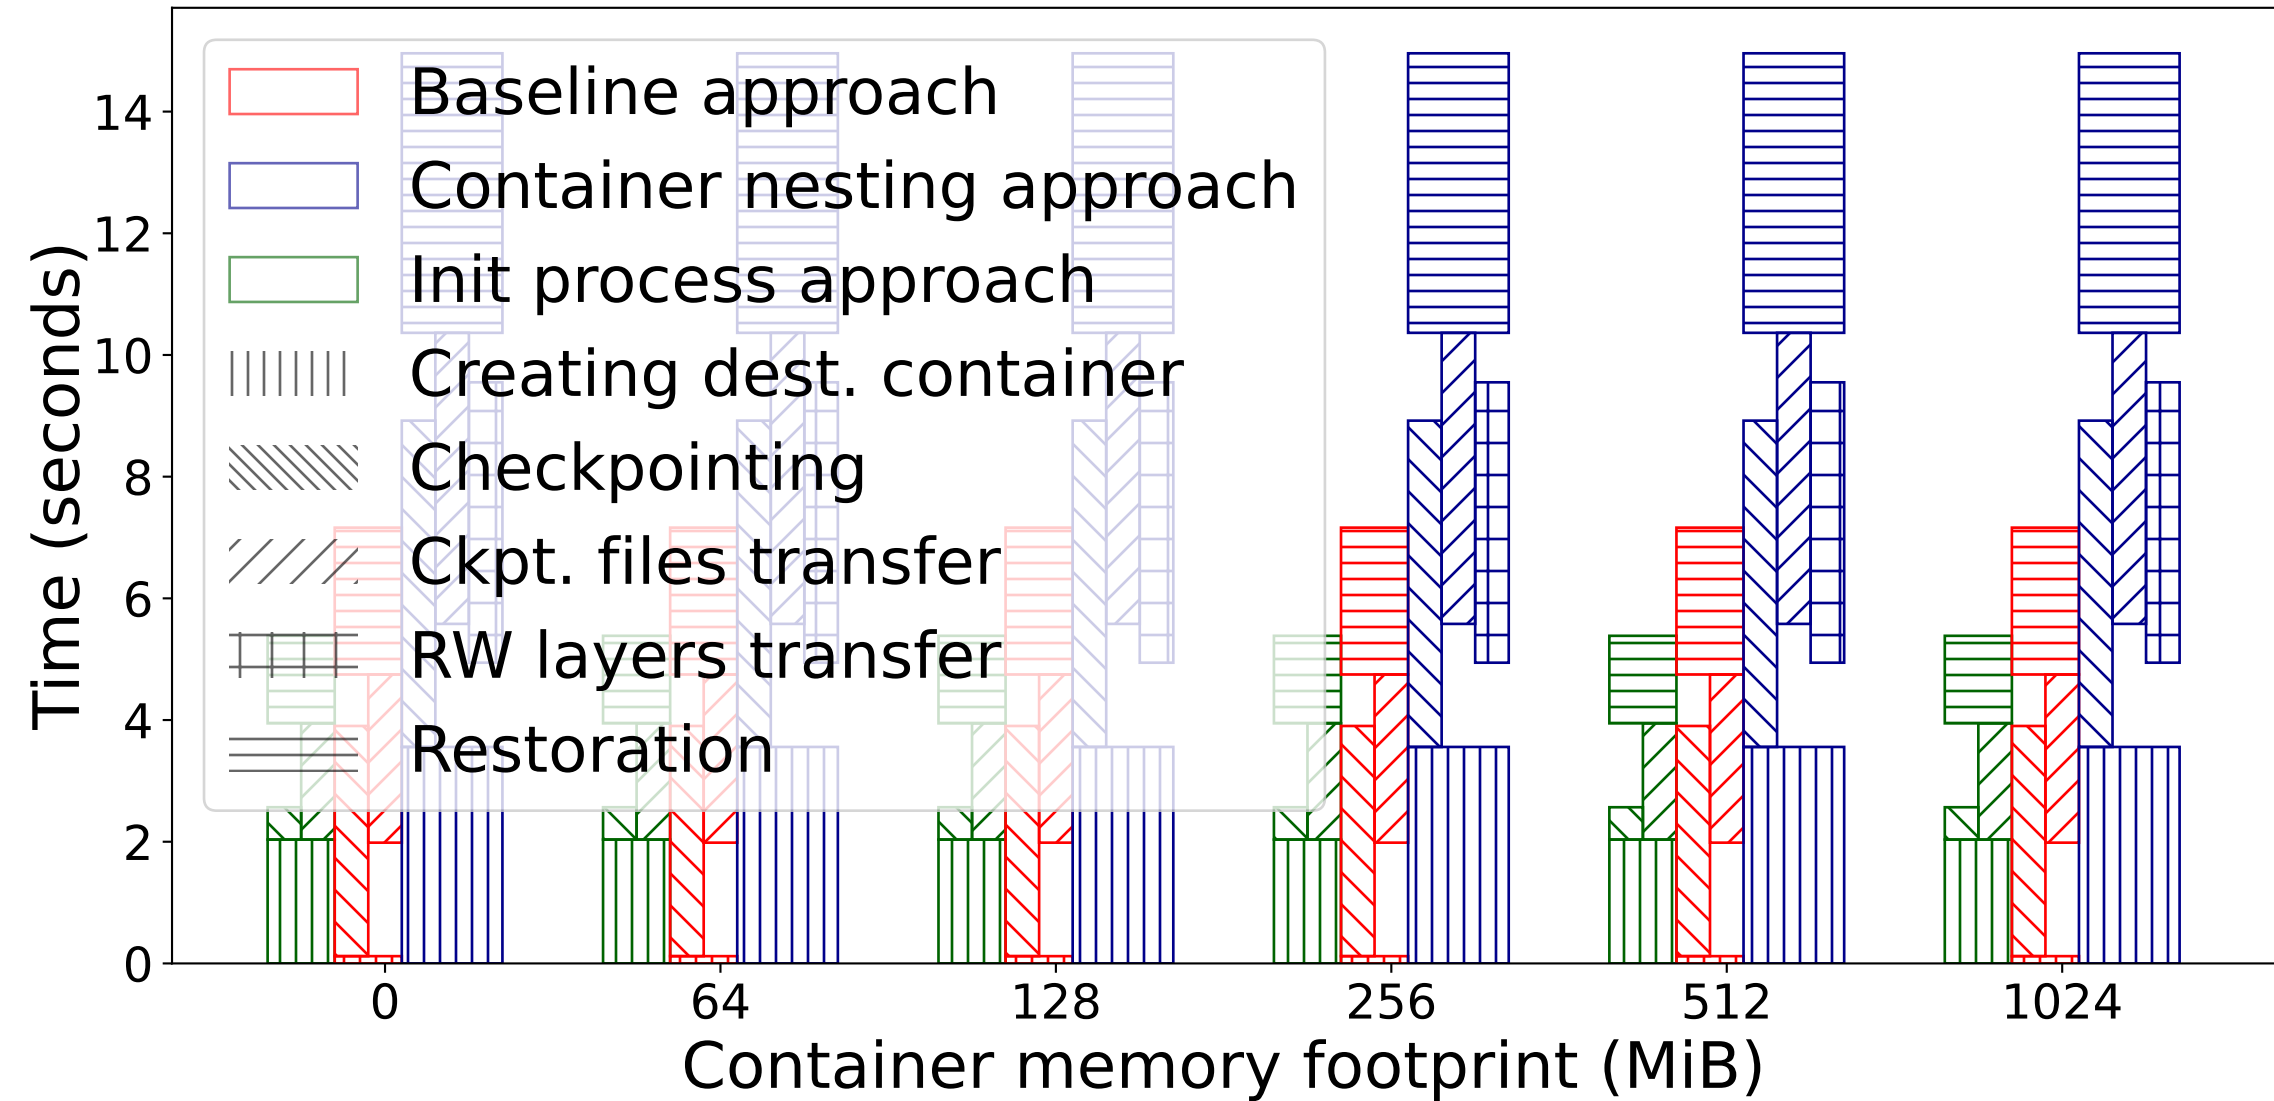 Baseline approach
Container nesting approach
Init process approach
Creating dest. container
Checkpointing
Ckpt. files transfer
RW layers transfer
Restoration
Time (seconds)
14
12
10
8
6
4
2
0
0 64 128 256 512 1024
Container memory footprint (MiB)